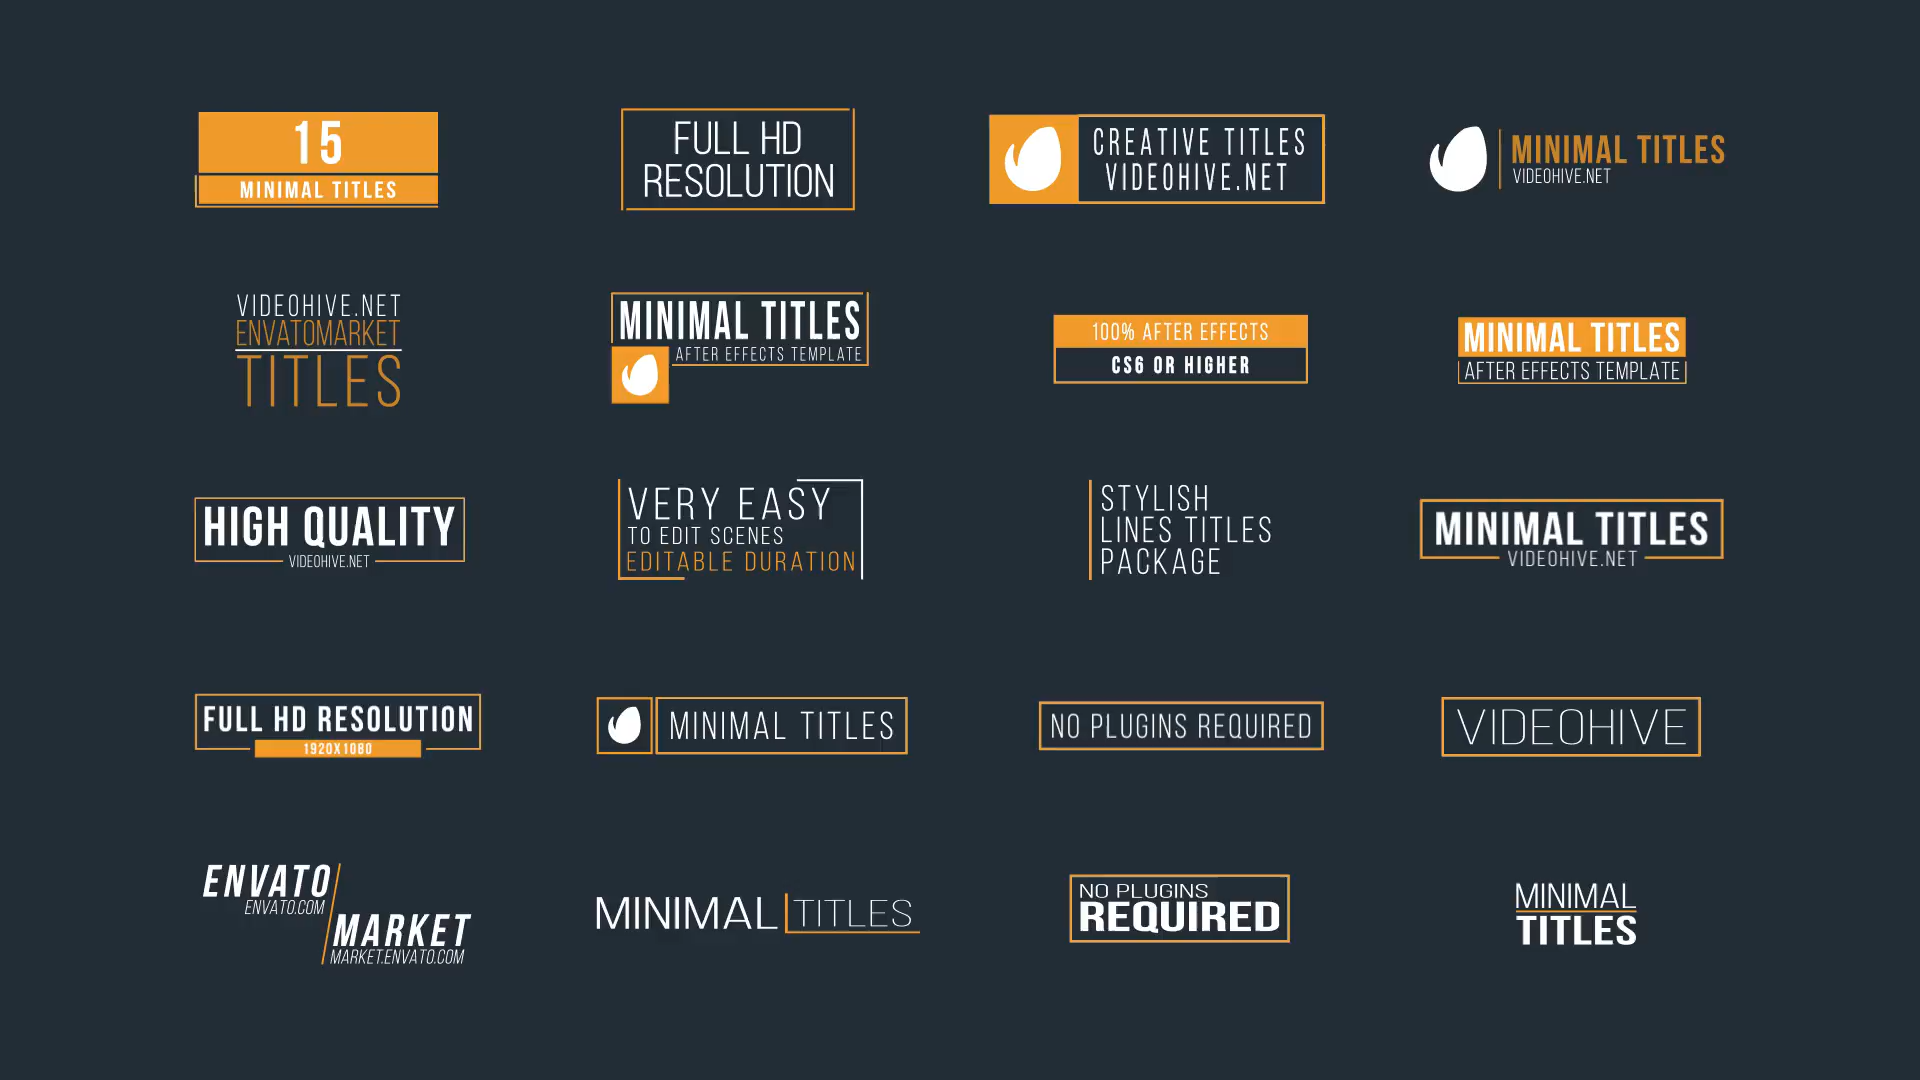 15
MINIMAL TITLES
FULL HD
RESOLUTION
CREATIVE TITLES
VIDEOHIVE.NET
MINIMAL TITLES
VIDEOHIVE.NET
VIDEOHIVE.NET
ENVATOMARKET
TITLES
MINIMAL TITLES
AFTER EFFECTS TEMPLATE
100% AFTER EFFECTS
CS6 OR HIGHER
MINIMAL TITLES
AFTER EFFECTS TEMPLATE
HIGH QUALITY
VIDEOHIVE.NET
VERY EASY
TO EDIT SCENES
EDITABLE DURATION
STYLISH
LINES TITLES
PACKAGE
MINIMAL TITLES
VIDEOHIVE.NET
FULL HD RESOLUTION
1920X1080
MINIMAL TITLES
NO PLUGINS REQUIRED
VIDEOHIVE
ENVATO
ENVATO.COM
MARKET
MARKET.ENVATO.COM
MINIMAL TITLES
NO PLUGINS
REQUIRED
MINIMAL
TITLES